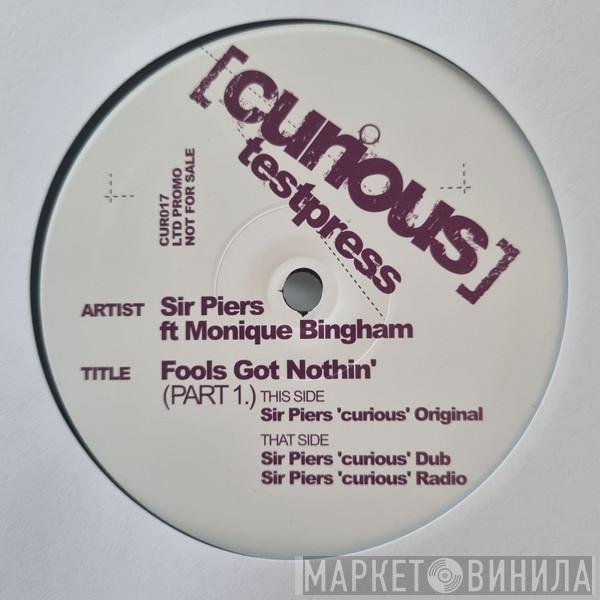 [curious]
testpress
CUR017
LTD PROMO
NOT FOR SALE
ARTIST Sir Piers
ft Monique Bingham
TITLE Fools Got Nothin'
(PART 1.) THIS SIDE
Sir Piers 'curious' Original
THAT SIDE
Sir Piers 'curious' Dub
Sir Piers 'curious' Radio
МАРКЕТ ВИНИЛА